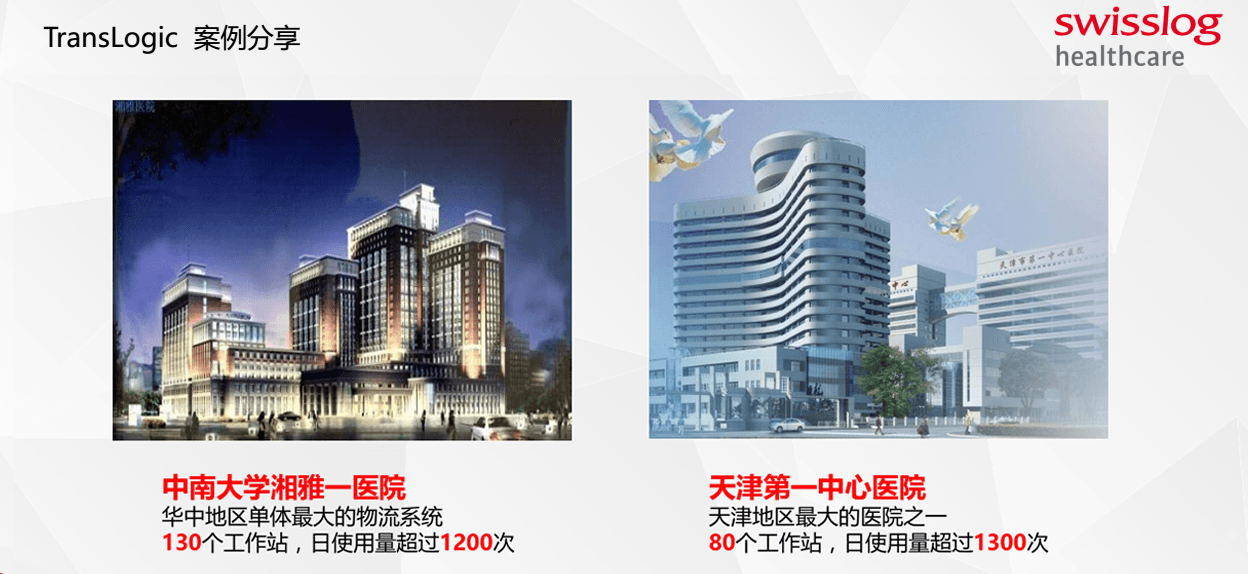 TransLogic 案例分享
swisslog
healthcare
湘雅医院
中心
天津市第一中心医院
中南大学湘雅一医院
华中地区单体最大的物流系统
130个工作站，日使用量超过1200次
天津第一中心医院
天津地区最大的医院之一
80个工作站，日使用量超过1300次